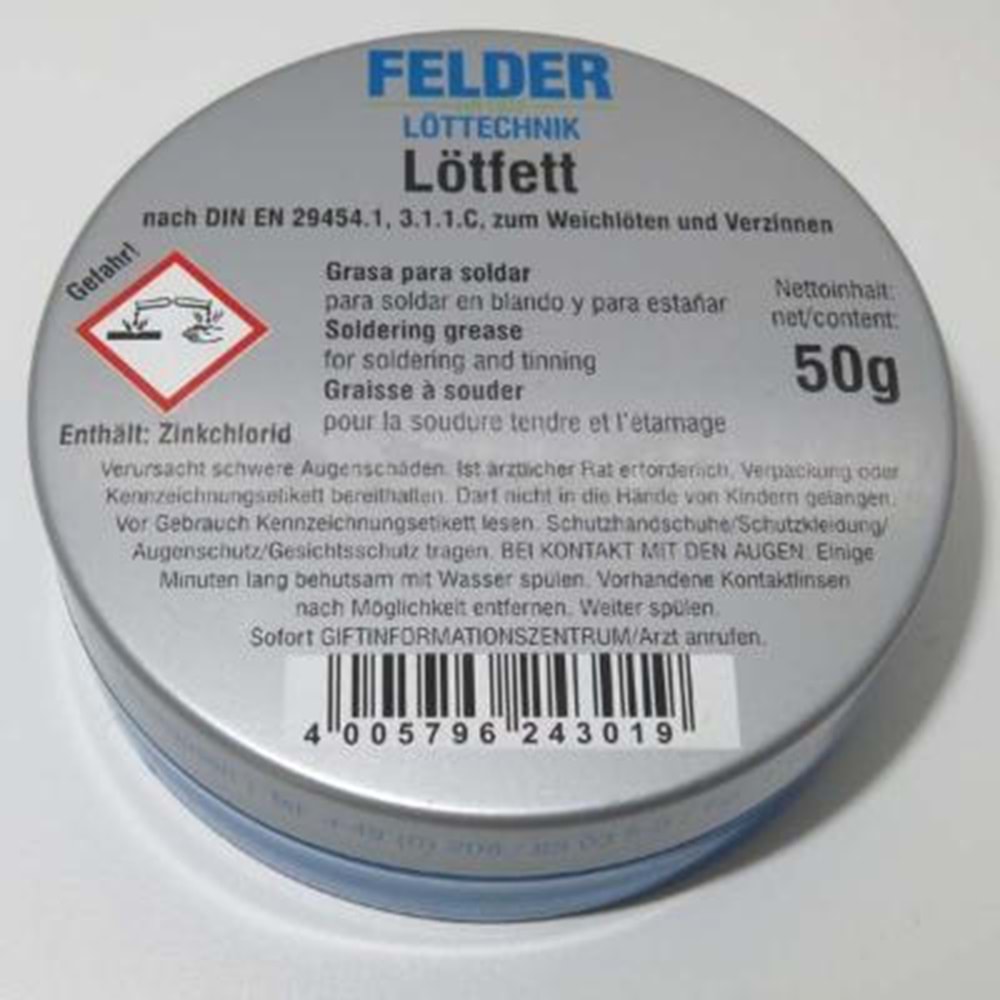 FELDER
LÖTTECHNIK
Lötfett
nach DIN EN 29454.1, 3.1.1.C, zum Weichlöten und Verzinnen
Gefahr!
Grasa para soldar
para soldar en blando y para estañar
Soldering grease
for soldering and tinning
Graisse à souder
pour la soudure tendre et l'étamage
Nettoinhalt:
net/content:
50g
Enthält: Zinkchlorid
Verursacht schwere Augenschäden. Ist ärztlicher Rat erforderlich, Verpackung oder
Kennzeichnungsetikett bereithalten. Darf nicht in die Hände von Kindern gelangen.
Vor Gebrauch Kennzeichnungsetikett lesen. Schutzhandschuhe/Schutzkleidung/
Augenschutz/Gesichtsschutz tragen. BEI KONTAKT MIT DEN AUGEN: Einige
Minuten lang behutsam mit Wasser spülen. Vorhandene Kontaktlinsen
nach Möglichkeit entfernen. Weiter spülen.
Sofort GIFTINFORMATIONSZENTRUM/Arzt anrufen.
4 005796 243019